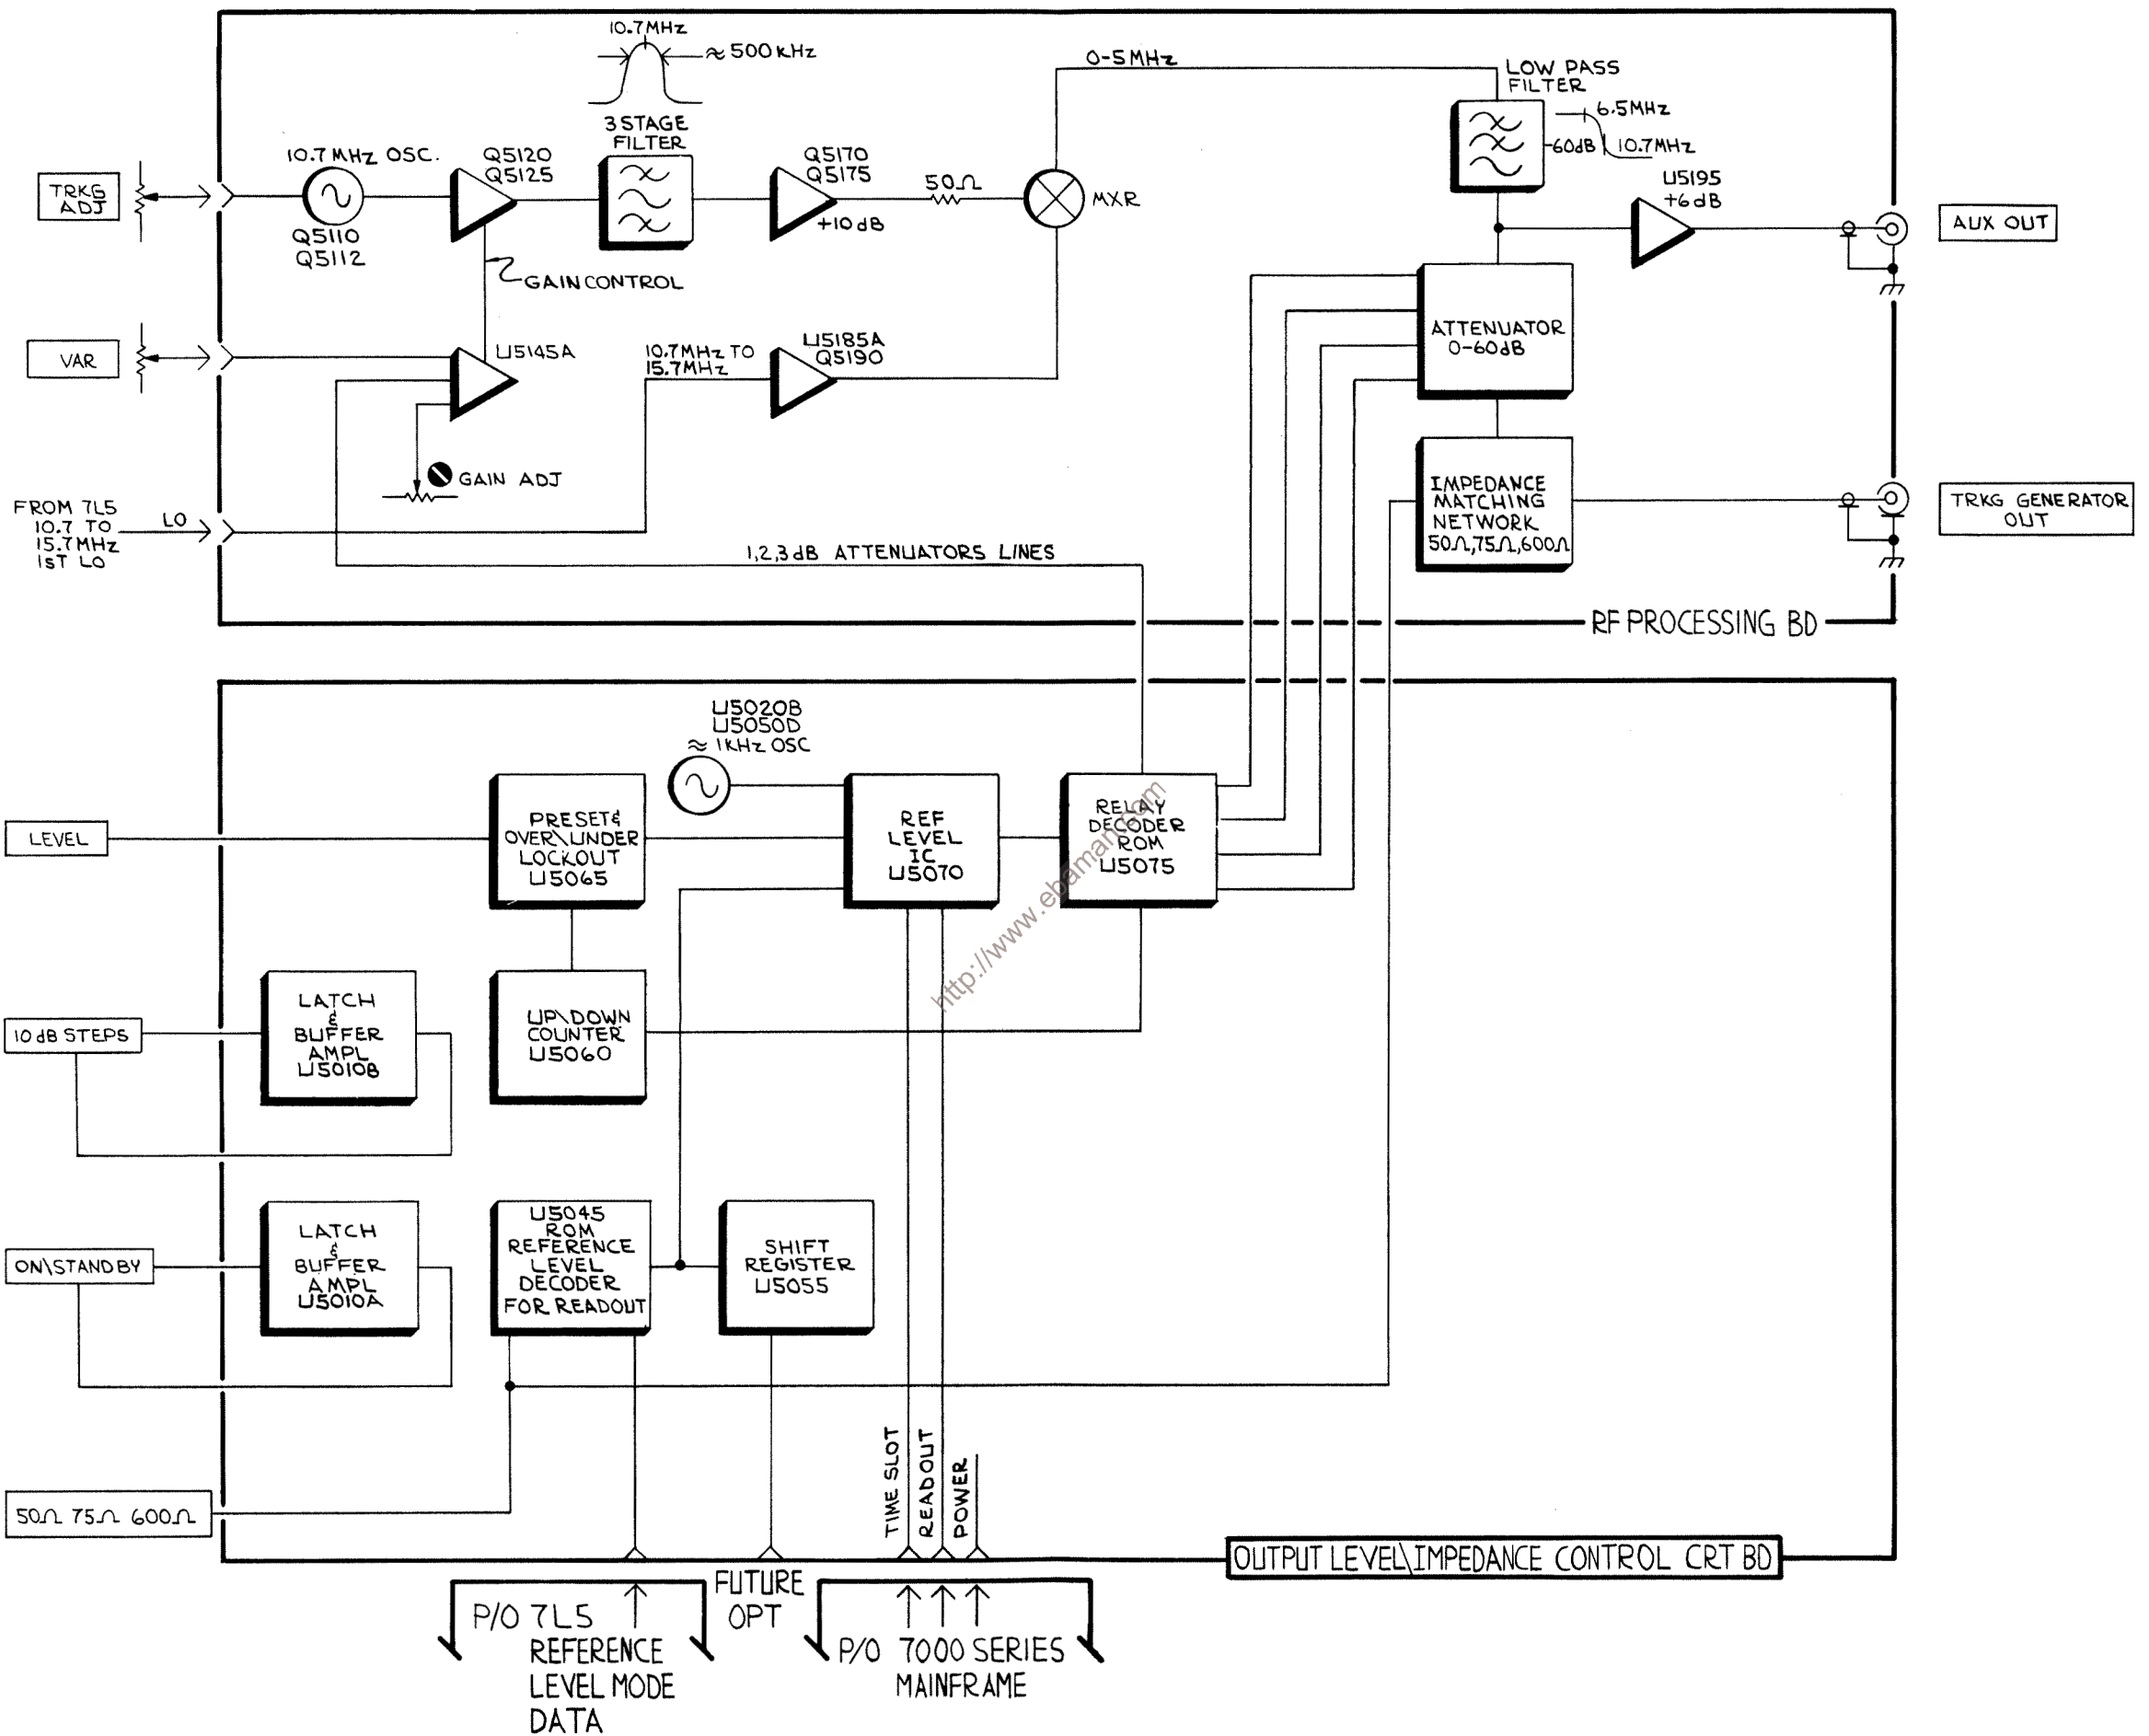 10.7MHz
≈500KHz
0-5MHz
LOW PASS
FILTER
6.5MHz
-60dB
10.7MHz
3 STAGE
FILTER
10.7MHz OSC.
Q5120
Q5125
Q5170
Q5175
+10dB
50Ω
MXR
U5195
+6dB
TRKG
ADJ
Q5110
Q5112
AUX OUT
GAIN CONTROL
ATTENUATOR
0-60dB
VAR
U5145A
10.7MHz TO
15.7MHz
U5185A
Q5190
GAIN ADJ
IMPEDANCE
MATCHING
NETWORK
50Ω,75Ω,600Ω
TRKG GENERATOR
OUT
FROM 7L5
10.7 TO
15.7MHz
1ST LO
LO
1,2,3dB ATTENUATORS LINES
RF PROCESSING BD
U5020B
U5050D
≈1KHz OSC
LEVEL
PRESET&
OVER\UNDER
LOCKOUT
U5065
REF
LEVEL
IC
U5070
RELAY
DECODER
ROM
U5075
http://www.ebaman.com
10dB STEPS
LATCH
&
BUFFER
AMPL
U5010B
UP\DOWN
COUNTER
U5060
ON\STANDBY
LATCH
&
BUFFER
AMPL
U5010A
U5045
ROM
REFERENCE
LEVEL
DECODER
FOR READOUT
SHIFT
REGISTER
U5055
TIME SLOT
READOUT
POWER
50Ω 75Ω 600Ω
OUTPUT LEVEL\IMPEDANCE CONTROL CRT BD
P/O 7L5
REFERENCE
LEVEL MODE
DATA
FUTURE
OPT
P/O 7000 SERIES
MAINFRAME